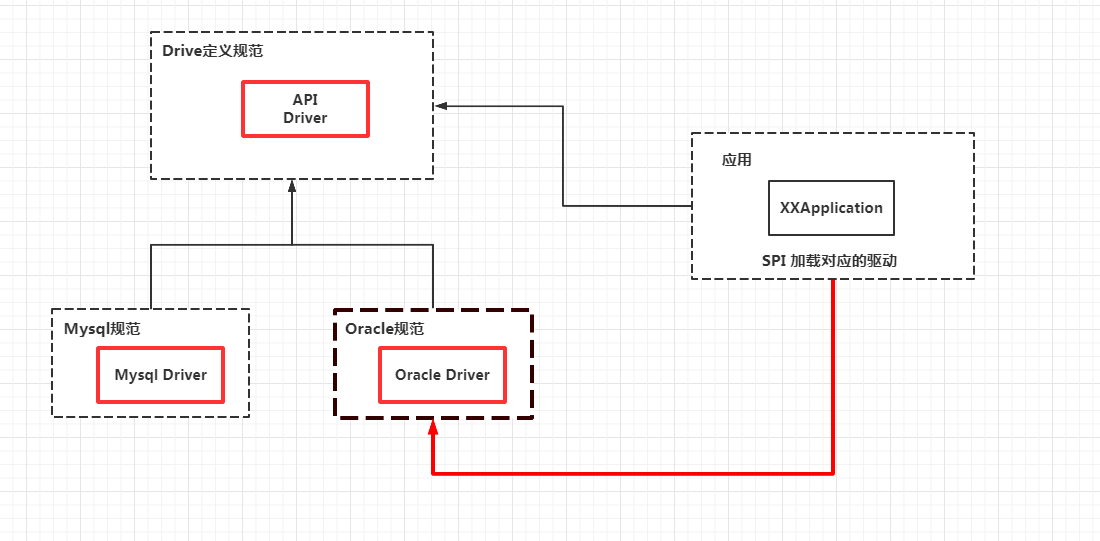 Drive定义规范
API
Driver
应用
XXApplication
SPI 加载对应的驱动
Mysql规范
Mysql Driver
Oracle规范
Oracle Driver